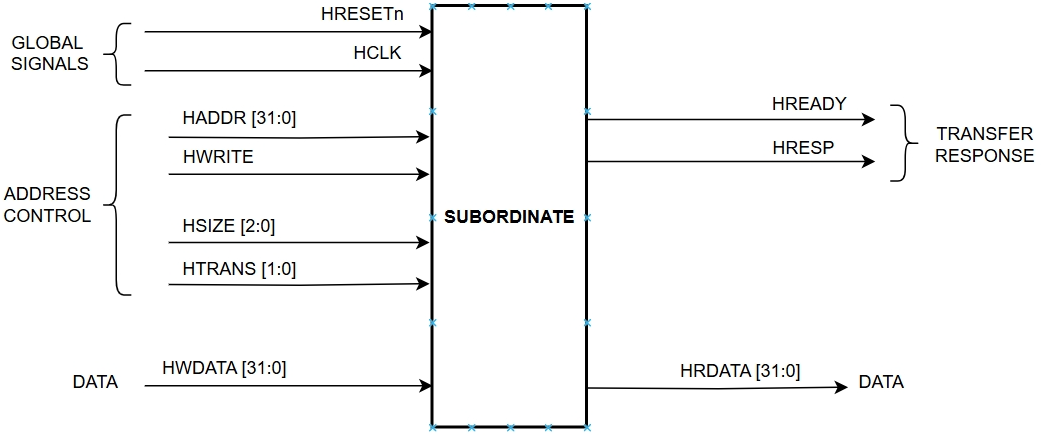 HRESETn
GLOBAL
SIGNALS
HCLK
HADDR [31:0]
HWRITE
ADDRESS
CONTROL
HSIZE [2:0]
HTRANS [1:0]
DATA
HWDATA [31:0]
SUBORDINATE
HREADY
HRESP
TRANSFER
RESPONSE
HRDATA [31:0]
DATA